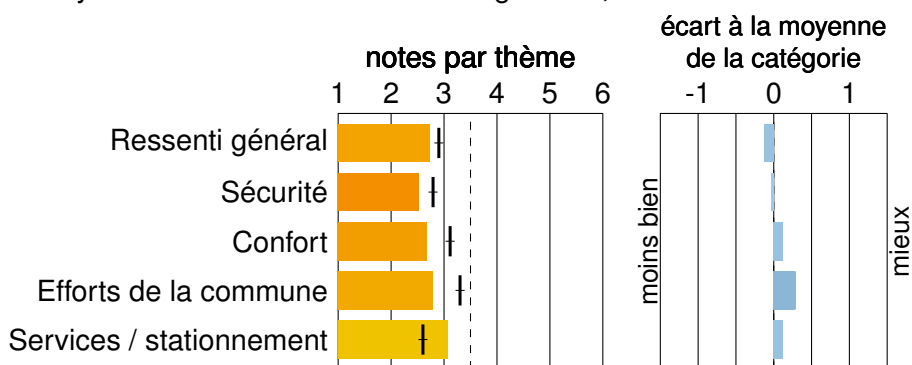 écart à la moyenne
notes par thème
de la catégorie
1 2 3 4 5 6
-1 0 1
Ressenti général
Sécurité
Confort
Efforts de la commune
Services / stationnement
moins bien
mieux